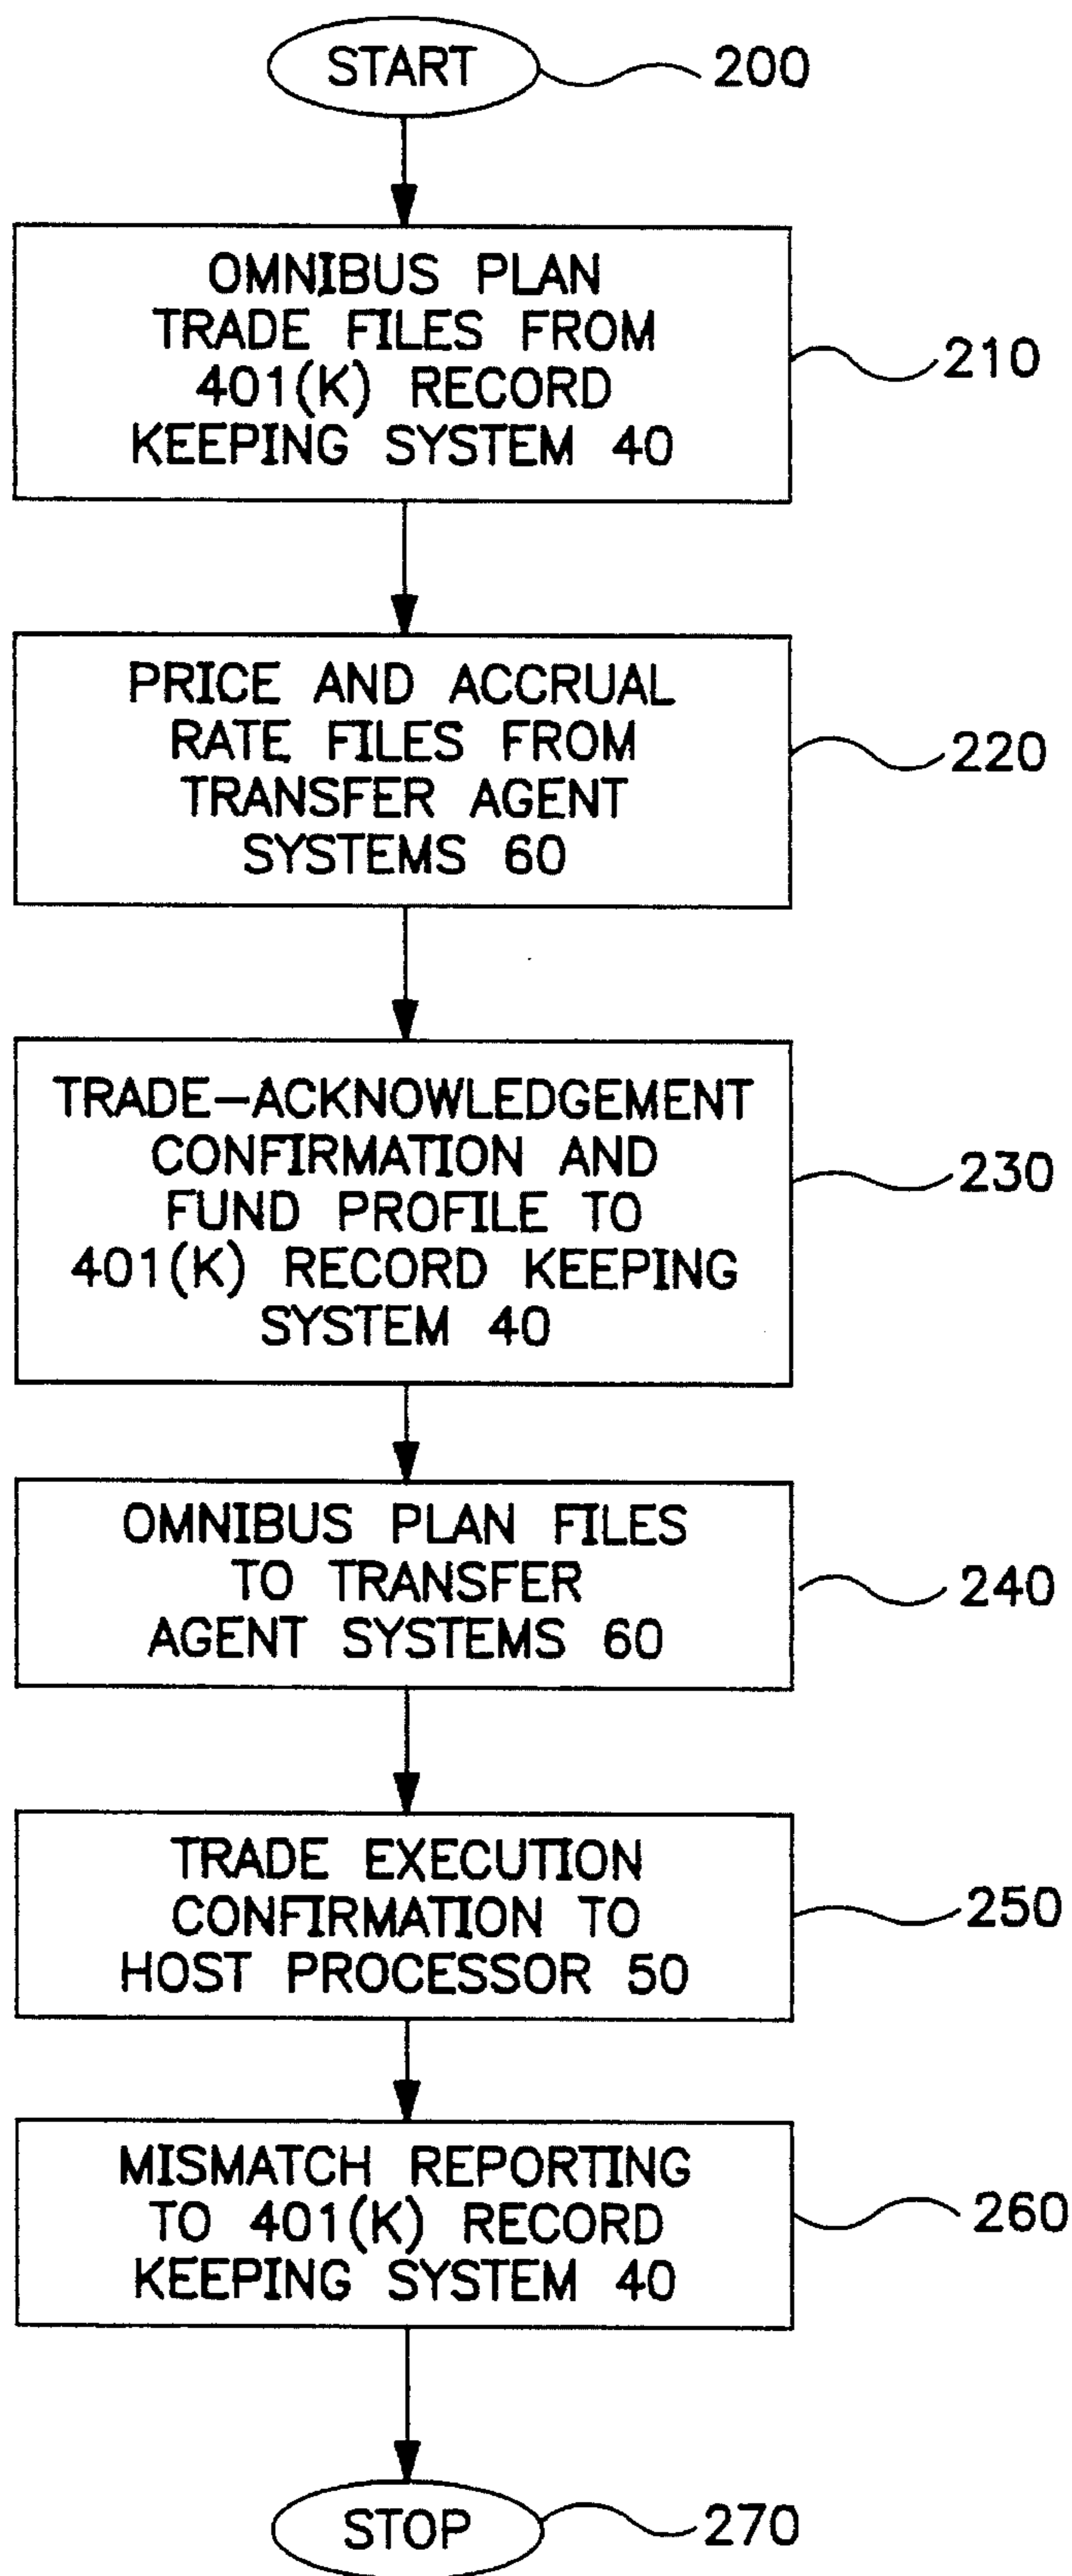 START
200
OMNIBUS PLAN
TRADE FILES FROM
401(K) RECORD
KEEPING SYSTEM 40
210
PRICE AND ACCRUAL
RATE FILES FROM
TRANSFER AGENT
SYSTEMS 60
220
TRADE-ACKNOWLEDGEMENT
CONFIRMATION AND
FUND PROFILE TO
401(K) RECORD KEEPING
SYSTEM 40
230
OMNIBUS PLAN FILES
TO TRANSFER
AGENT SYSTEMS 60
240
TRADE EXECUTION
CONFIRMATION TO
HOST PROCESSOR 50
250
MISMATCH REPORTING
TO 401(K) RECORD
KEEPING SYSTEM 40
260
STOP
270